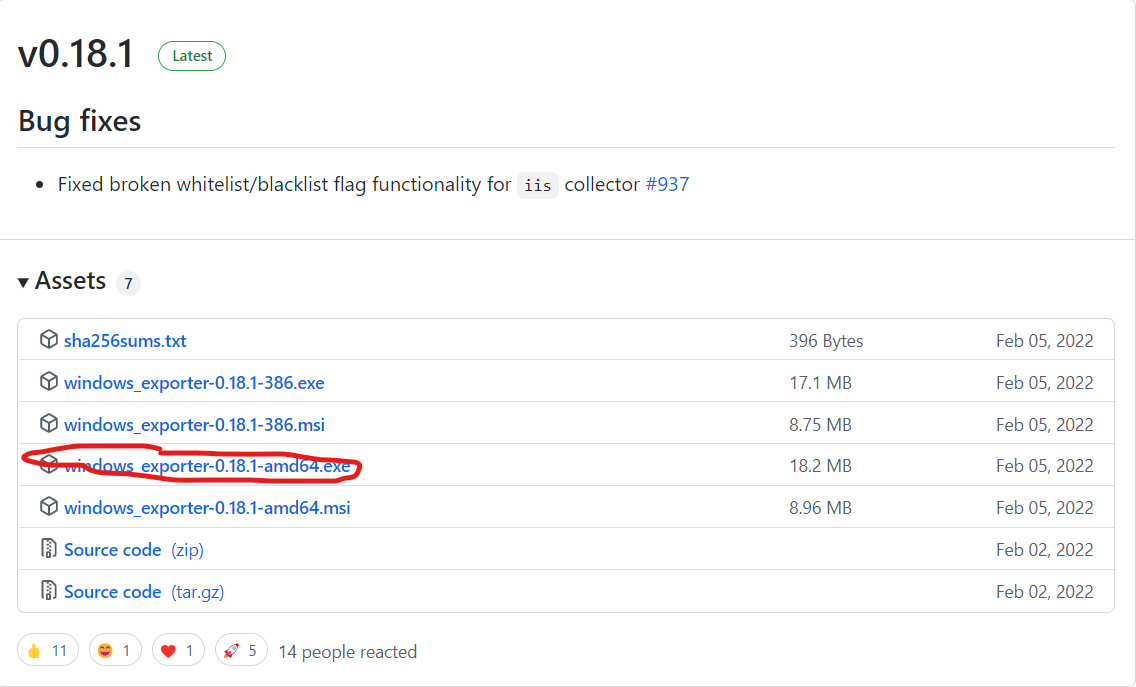 v0.18.1 Latest
Bug fixes
Fixed broken whitelist/blacklist flag functionality for iis collector #937
Assets 7
sha256sums.txt 396 Bytes Feb 05, 2022
windows_exporter-0.18.1-386.exe 17.1 MB Feb 05, 2022
windows_exporter-0.18.1-386.msi 8.75 MB Feb 05, 2022
windows_exporter-0.18.1-amd64.exe 18.2 MB Feb 05, 2022
windows_exporter-0.18.1-amd64.msi 8.96 MB Feb 05, 2022
Source code (zip) Feb 02, 2022
Source code (tar.gz) Feb 02, 2022
👍 11 😄 1 ❤️ 1 🚀 5 14 people reacted